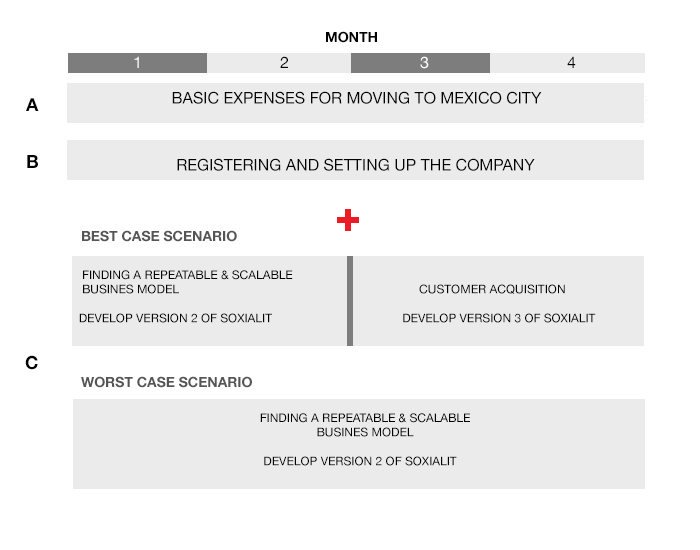 MONTH
1 2 3 4
A
BASIC EXPENSES FOR MOVING TO MEXICO CITY
B
REGISTERING AND SETTING UP THE COMPANY
BEST CASE SCENARIO
FINDING A REPEATABLE & SCALABLE
BUSINES MODEL
DEVELOP VERSION 2 OF SOXIALIT
CUSTOMER ACQUISITION
DEVELOP VERSION 3 OF SOXIALIT
C
WORST CASE SCENARIO
FINDING A REPEATABLE & SCALABLE
BUSINES MODEL
DEVELOP VERSION 2 OF SOXIALIT